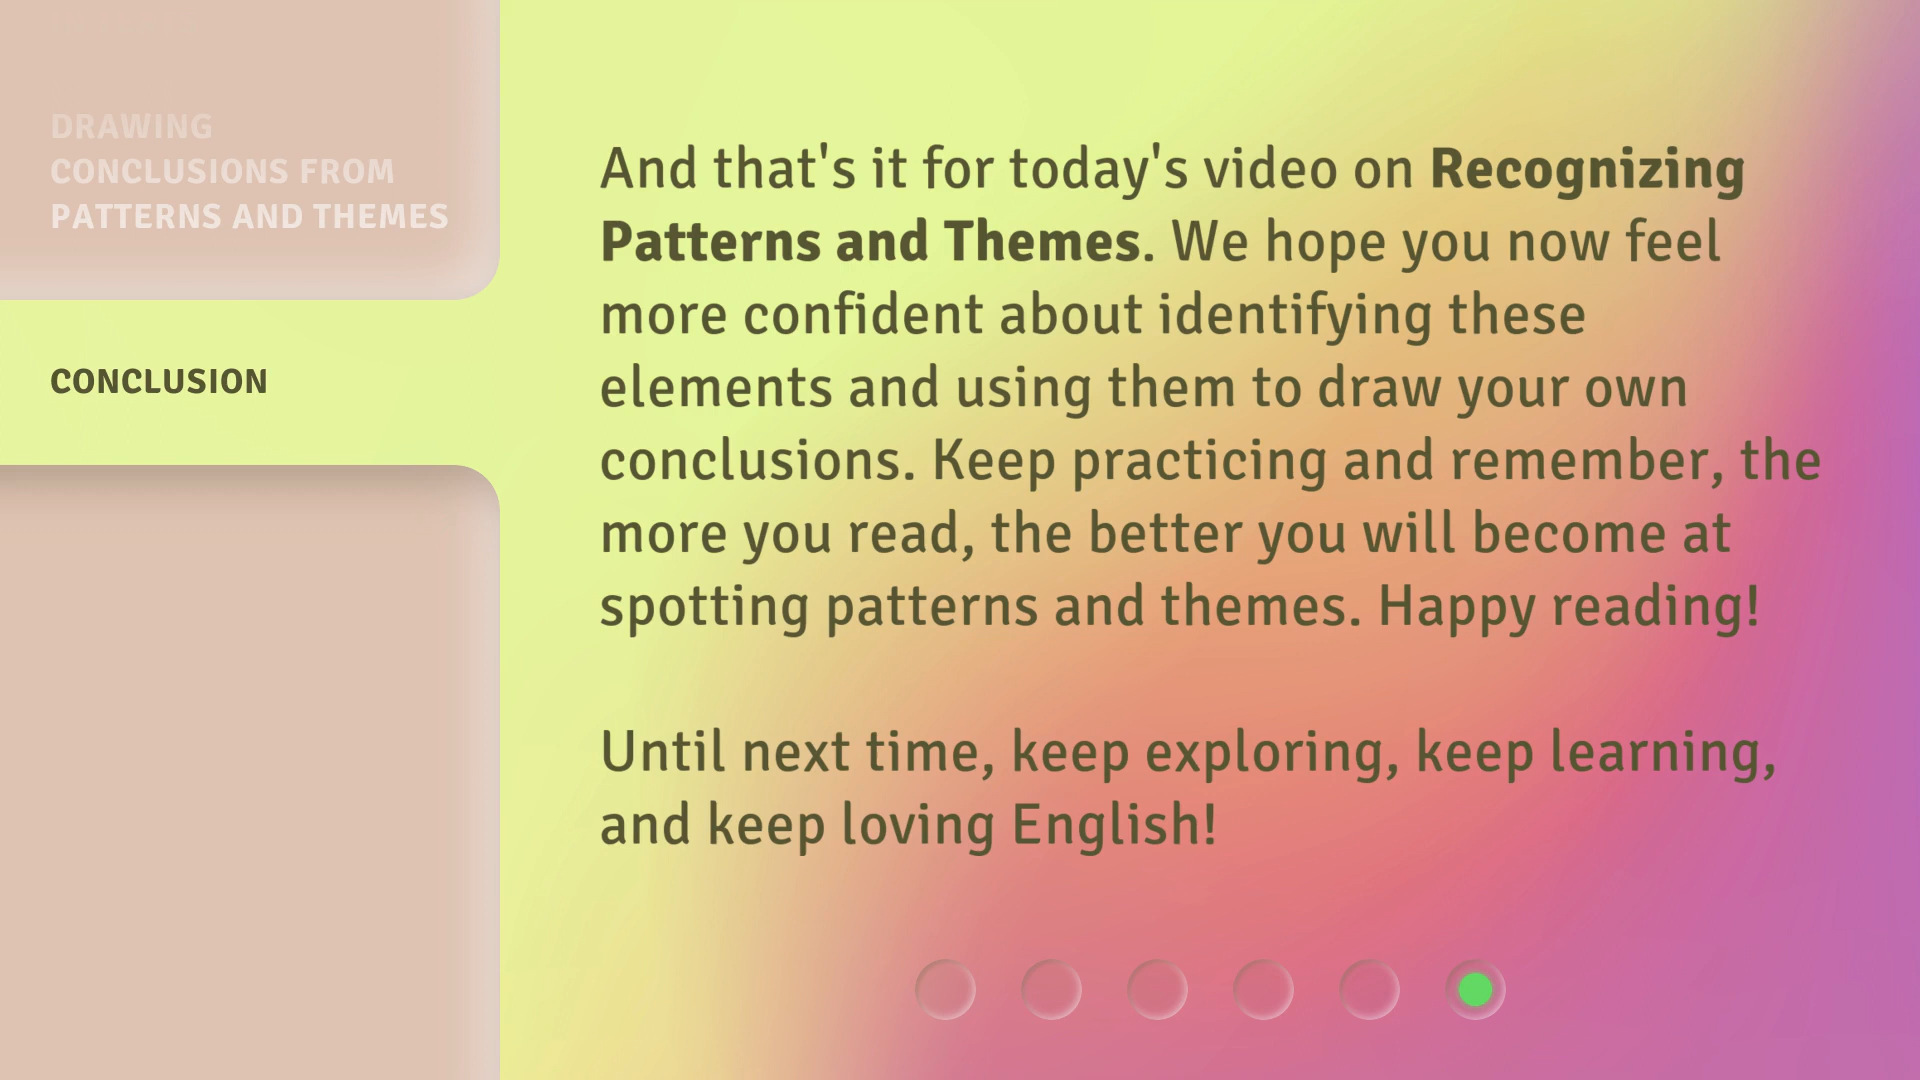 DRAWING
CONCLUSIONS FROM
PATTERNS AND THEMES
CONCLUSION
And that's it for today's video on Recognizing
Patterns and Themes. We hope you now feel
more confident about identifying these
elements and using them to draw your own
conclusions. Keep practicing and remember, the
more you read, the better you will become at
spotting patterns and themes. Happy reading!
Until next time, keep exploring, keep learning,
and keep loving English!